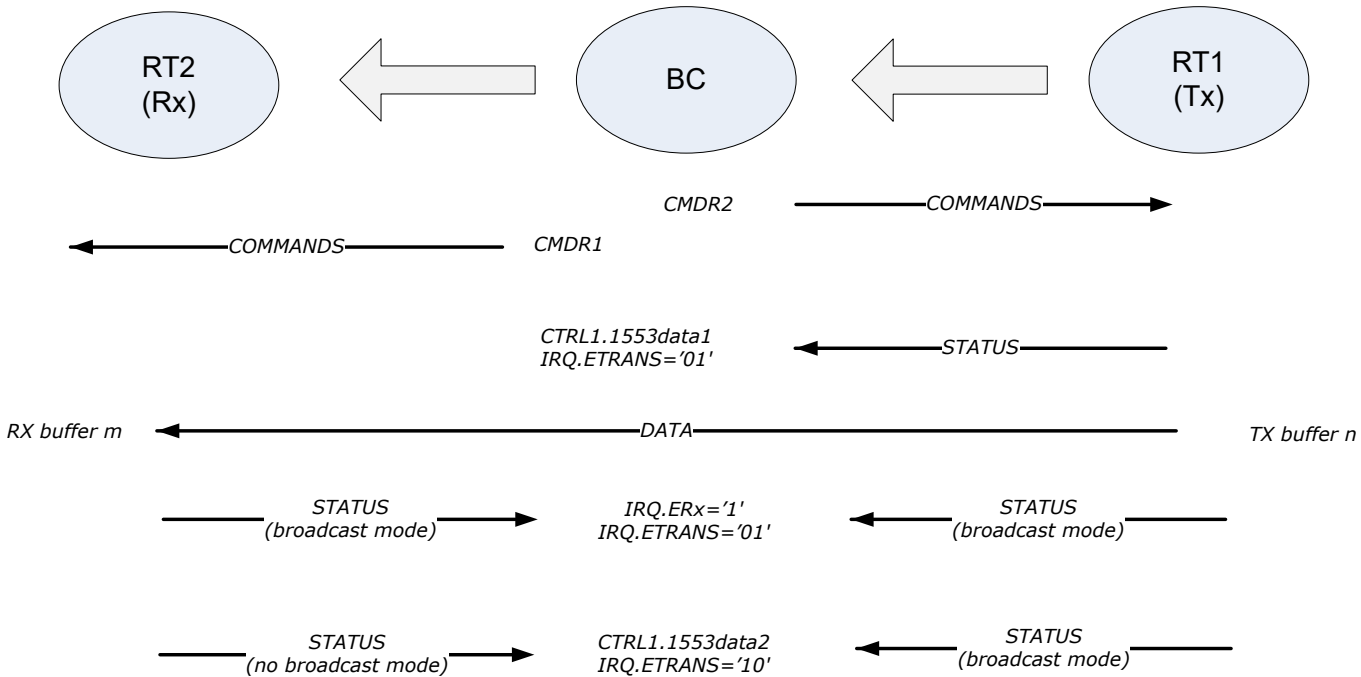 RT2
(Rx)
BC
RT1
(Tx)
CMDR2
COMMANDS
COMMANDS
CMDR1
CTRL1.1553data1
IRQ.ETRANS='01'
STATUS
RX buffer m
DATA
TX buffer n
STATUS
(broadcast mode)
IRQ.ERx='1'
IRQ.ETRANS='01'
STATUS
(broadcast mode)
STATUS
(no broadcast mode)
CTRL1.1553data2
IRQ.ETRANS='10'
STATUS
(broadcast mode)